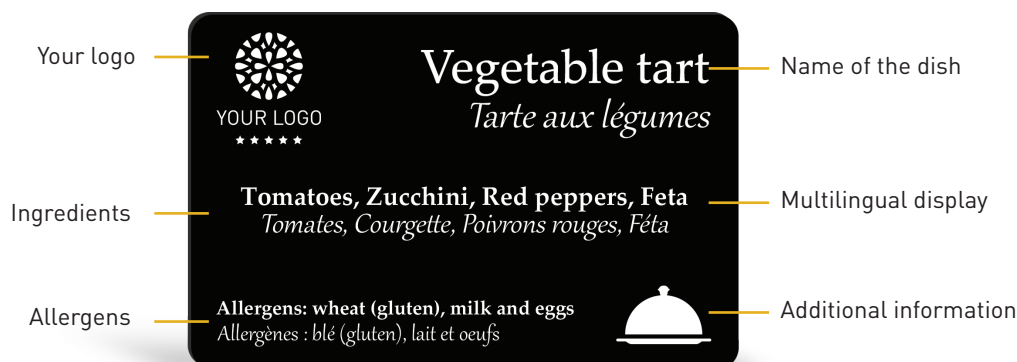 Your logo
YOUR LOGO
Vegetable tart
Tarte aux légumes
Name of the dish
Ingredients
Tomatoes, Zucchini, Red peppers, Feta
Tomates, Courgette, Poivrons rouges, Féta
Multilingual display
Allergens
Allergens: wheat (gluten), milk and eggs
Allergènes : blé (gluten), lait et oeufs
Additional information